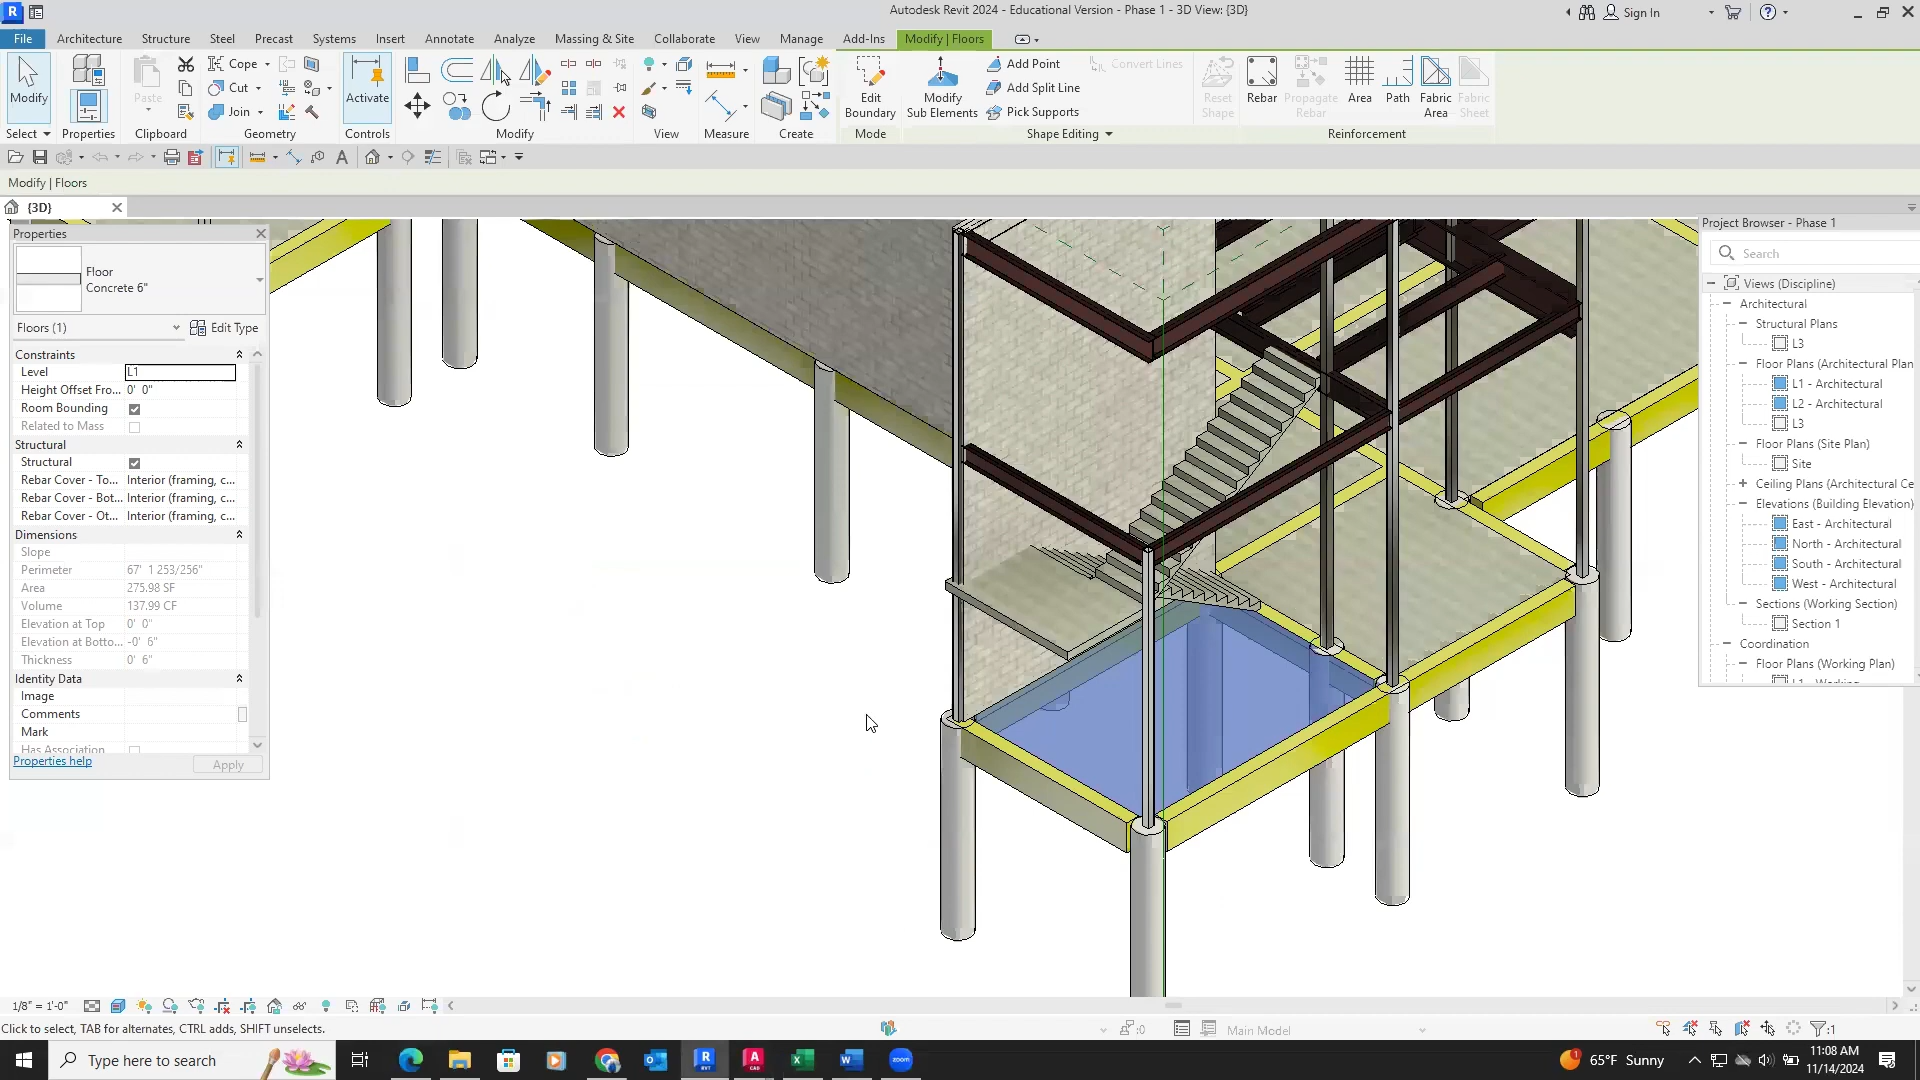 Autodesk Revit 2024 - Educational Version - Phase 1 - 3D View: {3D}
Sign In
File
Architecture
Structure
Steel
Precast
Systems
Insert
Annotate
Analyze
Massing & Site
Collaborate
View
Manage
Add-Ins
Modify | Floors
Modify
Select
Properties
Paste
Clipboard
Cope
Cut
Join
Geometry
Activate
Controls
Modify
View
Measure
Create
Edit
Boundary
Mode
Modify
Sub Elements
Add Point
Add Split Line
Pick Supports
Convert Lines
Reset
Shape
Shape Editing
Rebar
Propagate
Rebar
Area
Path
Fabric
Area
Fabric
Sheet
Reinforcement
Modify | Floors
{3D}
Properties
Floor
Concrete 6"
Floors (1)
Edit Type
Constraints
Level L1
Height Offset Fro... 0' 0"
Room Bounding
Related to Mass
Structural
Structural
Rebar Cover - To... Interior (framing, c...
Rebar Cover - Bot... Interior (framing, c...
Rebar Cover - Ot... Interior (framing, c...
Dimensions
Slope
Perimeter 67' 1 253/256"
Area 275.98 SF
Volume 137.99 CF
Elevation at Top 0' 0"
Elevation at Botto... -0' 6"
Thickness 0' 6"
Identity Data
Image
Comments
Mark
Has Association
Properties help
Apply
Project Browser - Phase 1
Search
Views (Discipline)
Architectural
Structural Plans
L3
Floor Plans (Architectural Plan
L1 - Architectural
L2 - Architectural
L3
Floor Plans (Site Plan)
Site
Ceiling Plans (Architectural Ce
Elevations (Building Elevation)
East - Architectural
North - Architectural
South - Architectural
West - Architectural
Sections (Working Section)
Section 1
Coordination
Floor Plans (Working Plan)
L1 - Working
1/8" = 1'-0"
Click to select, TAB for alternates, CTRL adds, SHIFT unselects.
:0
Main Model
:1
Type here to search
65°F Sunny
11:08 AM
11/14/2024